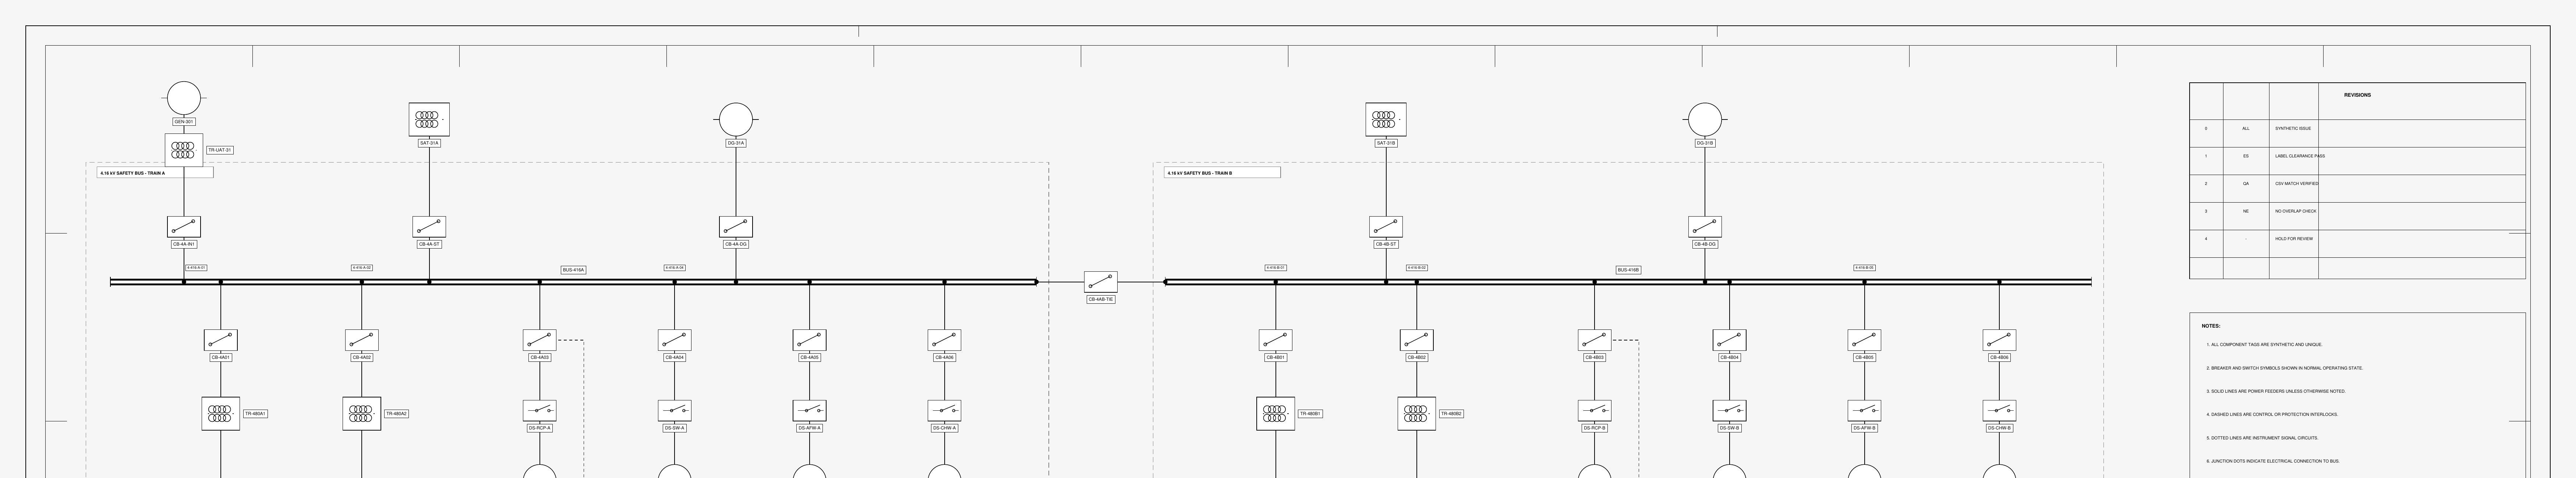 REVISIONS
0 ALL SYNTHETIC ISSUE
1 ES LABEL CLEARANCE PASS
2 QA CSV MATCH VERIFIED
3 NE NO OVERLAP CHECK
4 - HOLD FOR REVIEW
GEN-301
TR-UAT-31
SAT-31A
DG-31A
SAT-31B
DG-31B
4.16 kV SAFETY BUS - TRAIN A
4.16 kV SAFETY BUS - TRAIN B
CB-4A-IN1
CB-4A-ST
CB-4A-DG
CB-4B-ST
CB-4B-DG
BUS-416A
BUS-416B
CB-4AB-TIE
CB-4A01
CB-4A02
CB-4A03
CB-4A04
CB-4A05
CB-4A06
CB-4B01
CB-4B02
CB-4B03
CB-4B04
CB-4B05
CB-4B06
TR-480A1
TR-480A2
DS-RCP-A
DS-SW-A
DS-AFW-A
DS-CHW-A
TR-480B1
TR-480B2
DS-RCP-B
DS-SW-B
DS-AFW-B
DS-CHW-B
NOTES:
1. ALL COMPONENT TAGS ARE SYNTHETIC AND UNIQUE.
2. BREAKER AND SWITCH SYMBOLS SHOWN IN NORMAL OPERATING STATE.
3. SOLID LINES ARE POWER FEEDERS UNLESS OTHERWISE NOTED.
4. DASHED LINES ARE CONTROL OR PROTECTION INTERLOCKS.
5. DOTTED LINES ARE INSTRUMENT SIGNAL CIRCUITS.
6. JUNCTION DOTS INDICATE ELECTRICAL CONNECTION TO BUS.